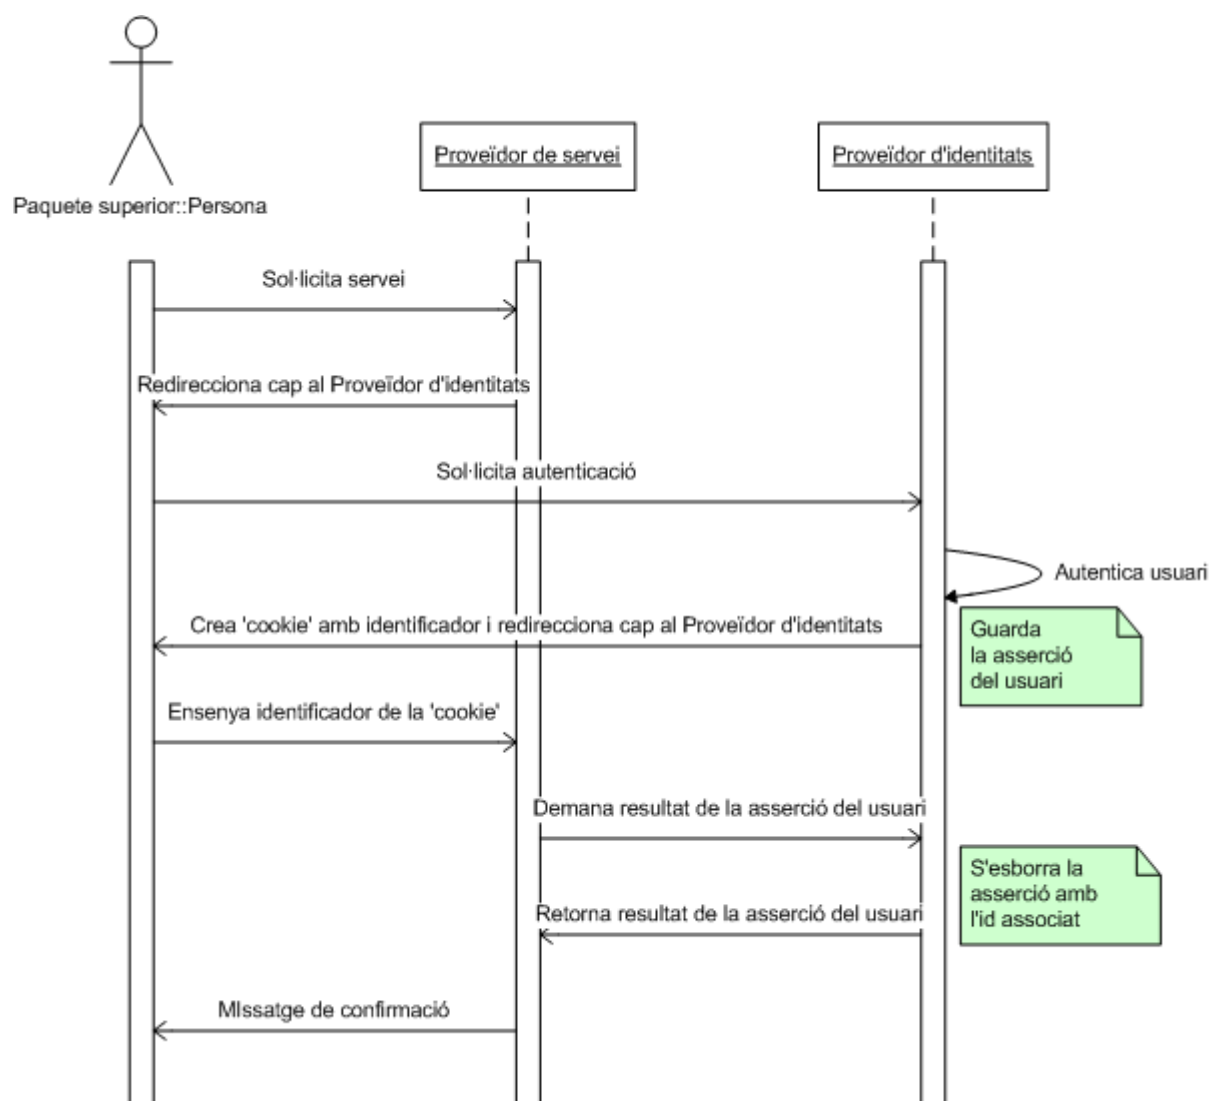 Proveïdor de servei
Proveïdor d'identitats
Paquete superior::Persona
Sol·licita servei
Redirecciona cap al Proveïdor d'identitats
Sol·licita autenticació
Autentica usuari
Crea 'cookie' amb identificador i redirecciona cap al Proveïdor d'identitats
Guarda
la asserció
del usuari
Ensenya identificador de la 'cookie'
Demana resultat de la asserció del usuari
S'esborra la
asserció amb
l'id associat
Retorna resultat de la asserció del usuari
MIssatge de confirmació